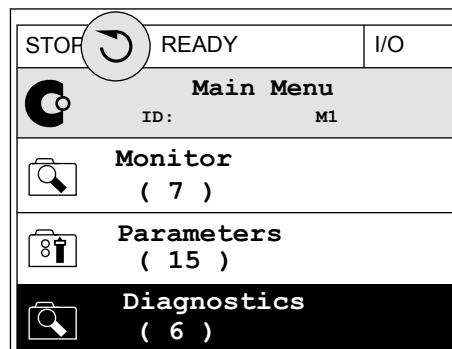 STOP READY I/O
Main Menu
ID: M1
Monitor
( 7 )
Parameters
( 15 )
Diagnostics
( 6 )